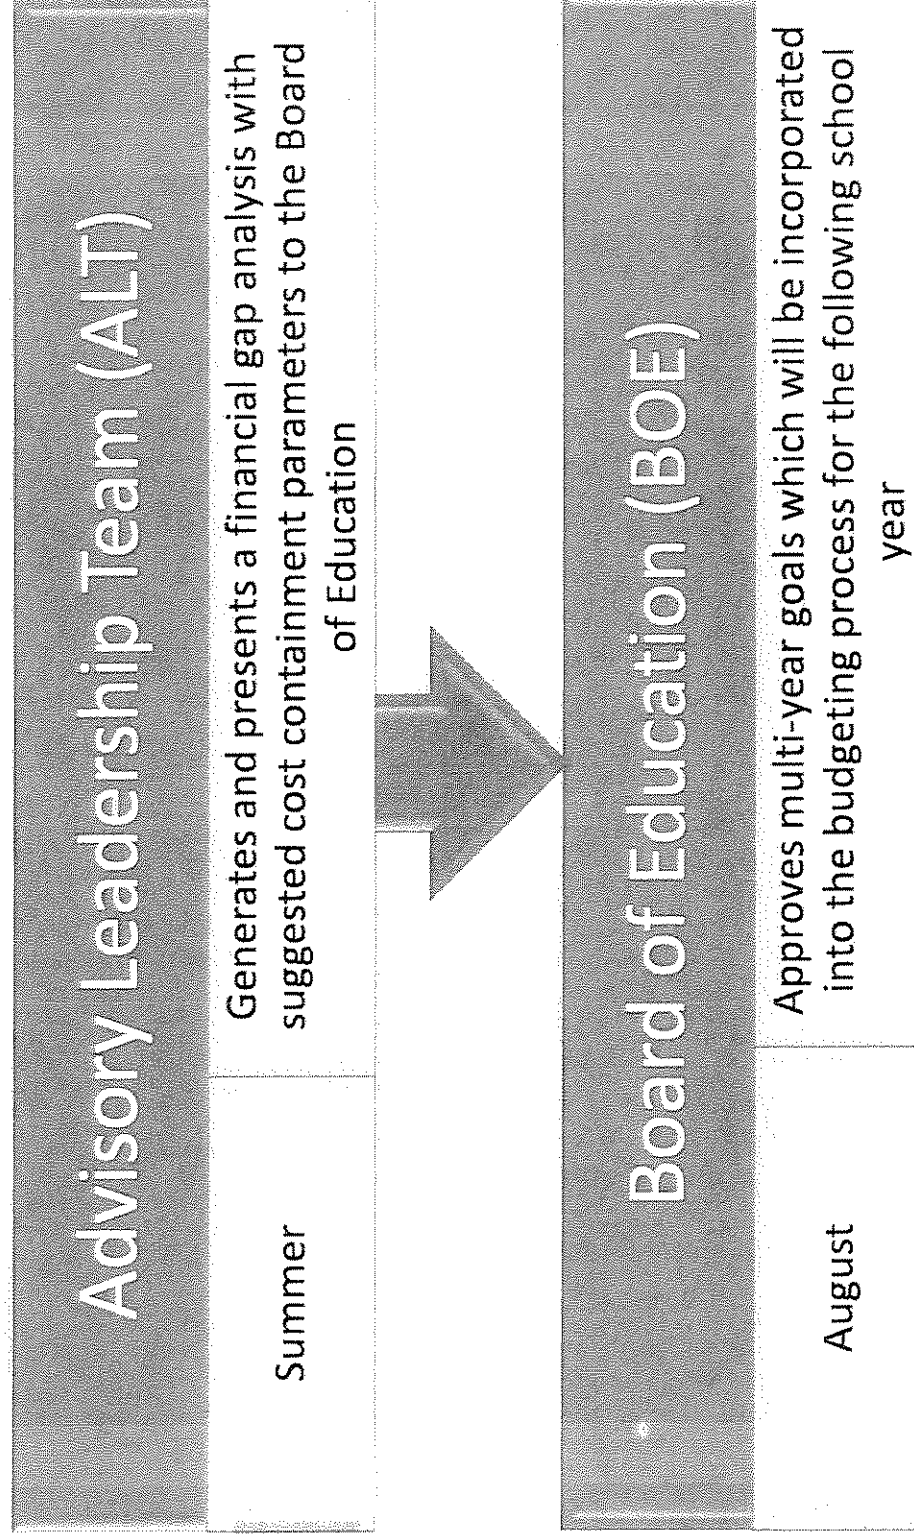 Advisory Leadership Team (ALT)
Summer
Generates and presents a financial gap analysis with
suggested cost containment parameters to the Board
of Education
Board of Education (BOE)
August
Approves multi-year goals which will be incorporated
into the budgeting process for the following school
year